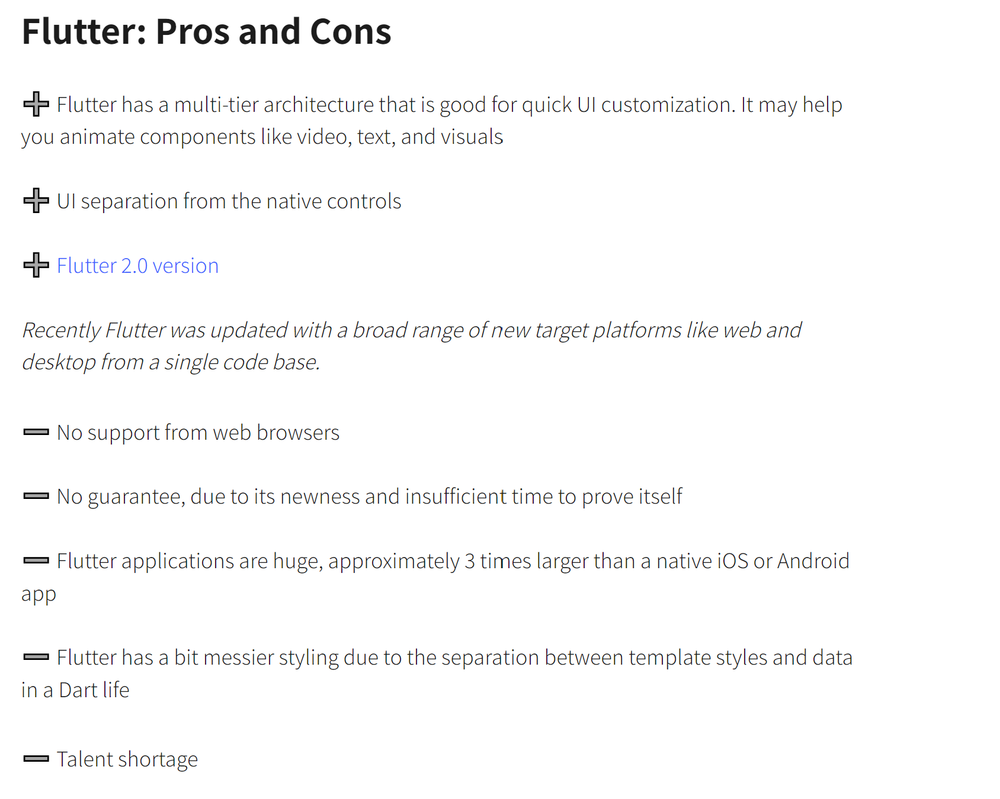 Flutter: Pros and Cons
➕ Flutter has a multi-tier architecture that is good for quick UI customization. It may help
you animate components like video, text, and visuals
➕ UI separation from the native controls
➕ Flutter 2.0 version
Recently Flutter was updated with a broad range of new target platforms like web and
desktop from a single code base.
➖ No support from web browsers
➖ No guarantee, due to its newness and insufficient time to prove itself
➖ Flutter applications are huge, approximately 3 times larger than a native iOS or Android
app
➖ Flutter has a bit messier styling due to the separation between template styles and data
in a Dart life
➖ Talent shortage